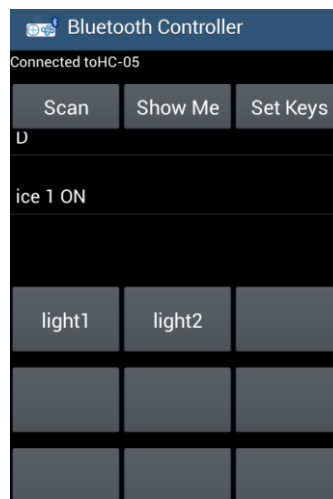 Bluetooth Controller
Connected toHC-05
Scan Show Me Set Keys
D
ice 1 ON
light1 light2